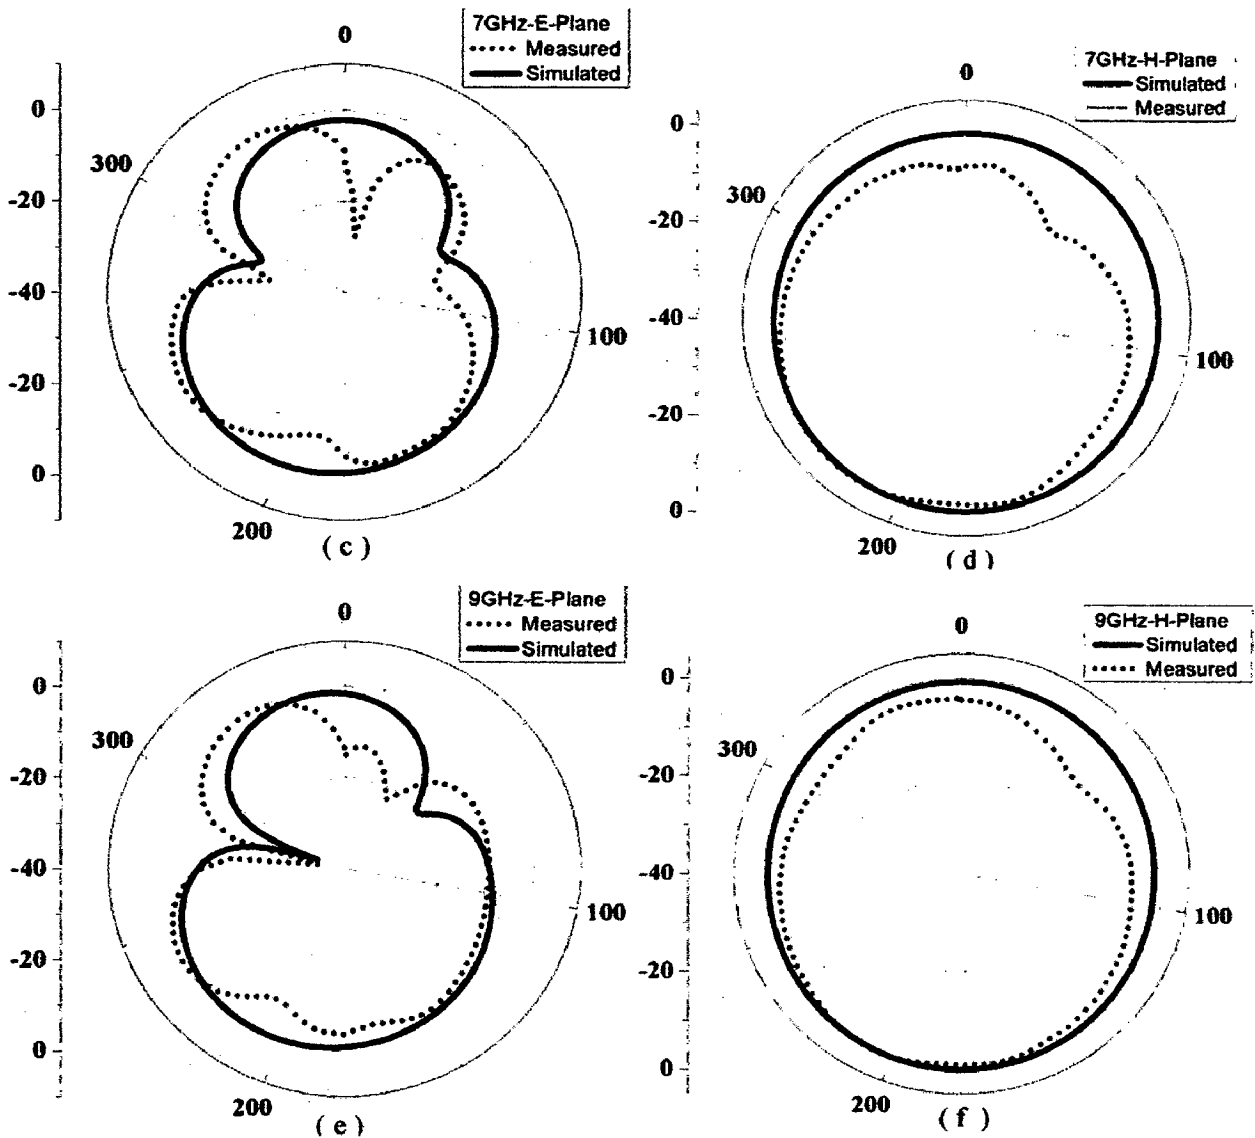 7GHz-E-Plane
Measured
Simulated
0
0
-20
-40
-20
0
300
100
200
( c )
7GHz-H-Plane
Simulated
Measured
0
0
-20
-40
-20
0
300
100
200
( d )
9GHz-E-Plane
Measured
Simulated
0
0
-20
-40
-20
0
300
100
200
( e )
9GHz-H-Plane
Simulated
Measured
0
0
-20
-40
-20
0
300
100
200
( f )